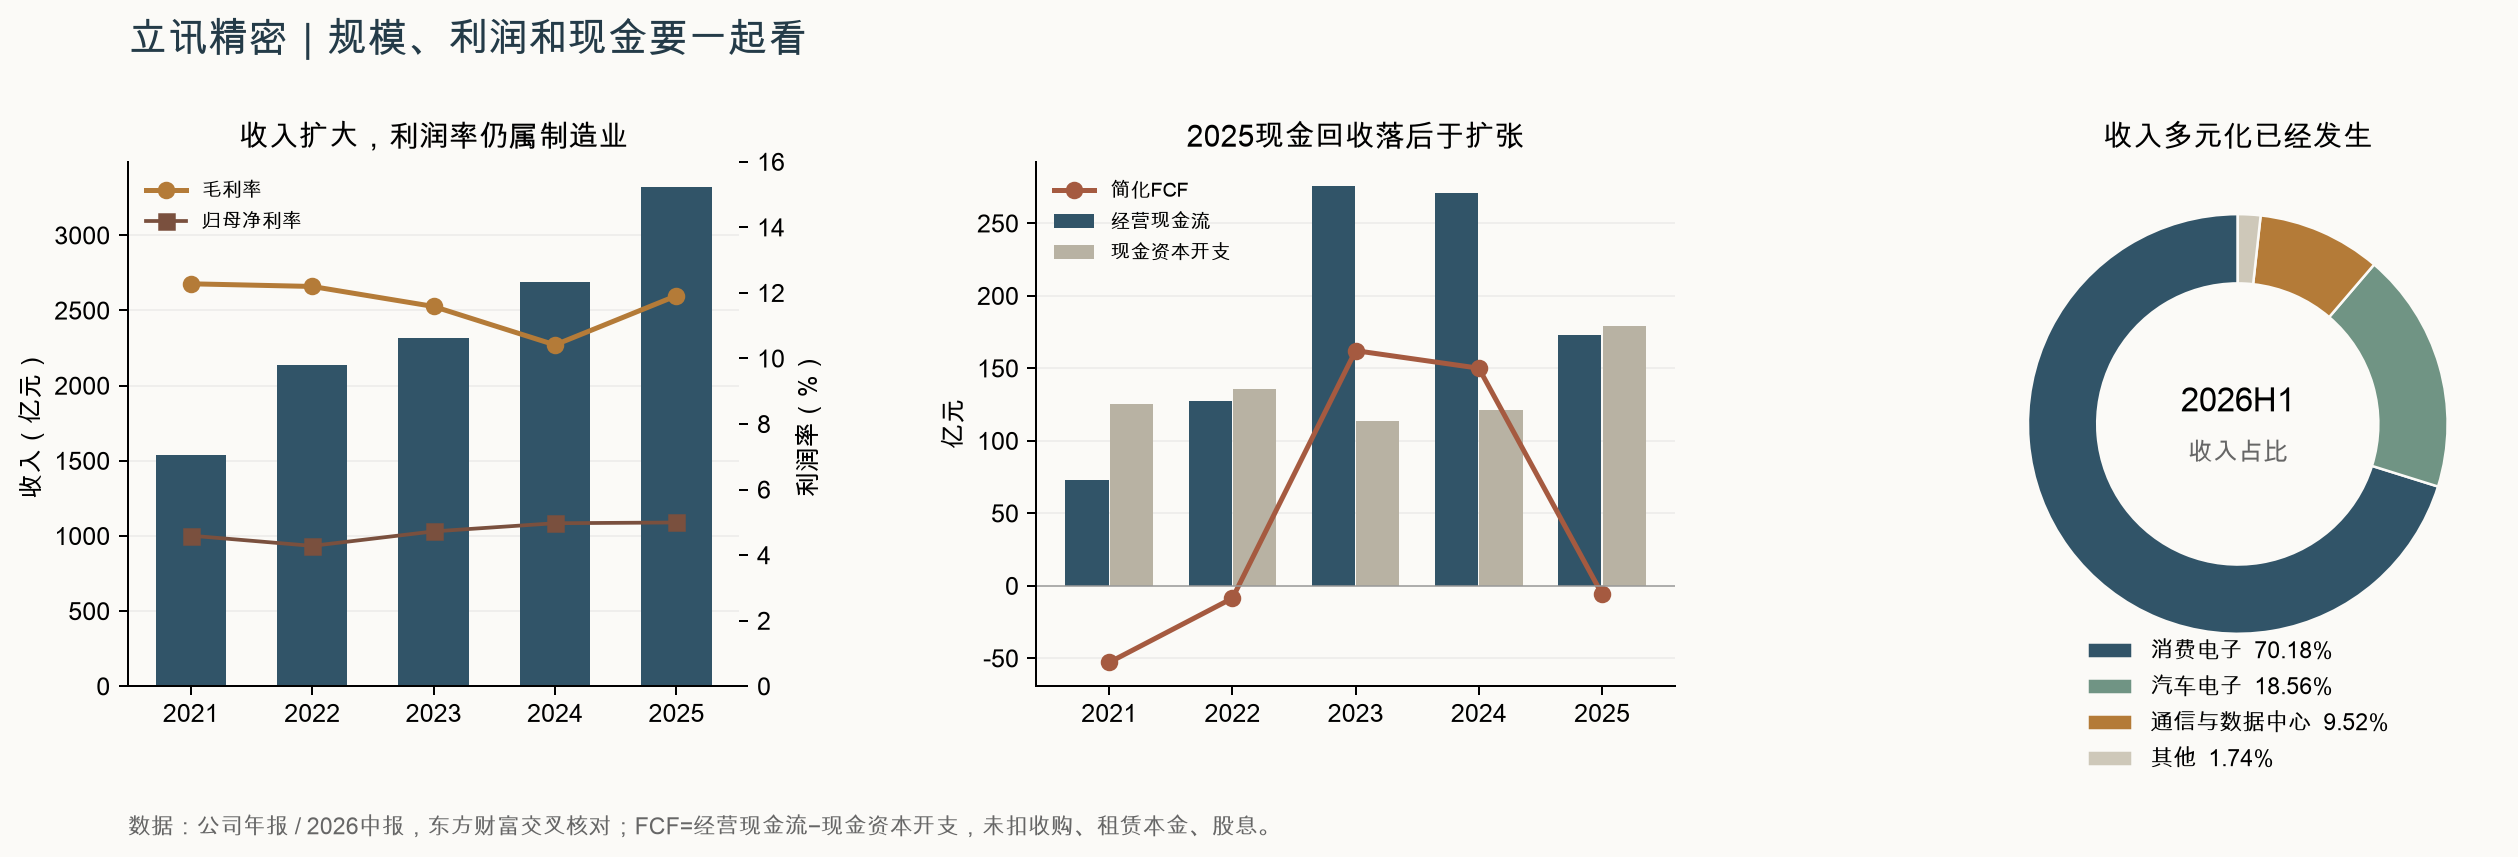 立讯精密 | 规模、利润和现金要一起看
收入扩大，利润率仍属制造业
毛利率
归母净利率
收入（亿元）
3000
2500
2000
1500
1000
500
0
16
14
12
10
8
6
4
2
0
利润率（%）
2021 2022 2023 2024 2025
2025现金回收落后于扩张
简化FCF
经营现金流
现金资本开支
亿元
250
200
150
100
50
0
-50
2021 2022 2023 2024 2025
收入多元化已经发生
2026H1
收入占比
消费电子 70.18%
汽车电子 18.56%
通信与数据中心 9.52%
其他 1.74%
数据：公司年报 / 2026中报，东方财富交叉核对；FCF=经营现金流−现金资本开支，未扣收购、租赁本金、股息。